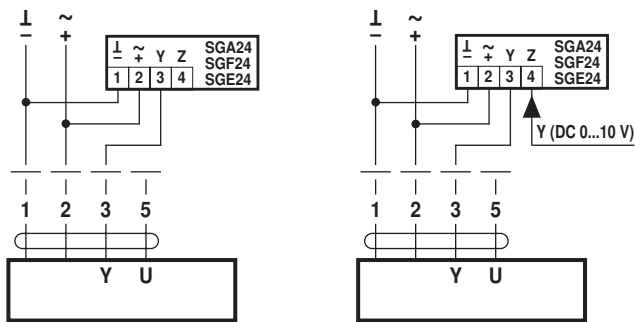 ⊥ ~
– +
⊥ ~ Y Z SGA24
– + SGF24
1 2 3 4 SGE24
1 2 3 5
Y U
⊥ ~
– +
⊥ ~ Y Z SGA24
– + SGF24
1 2 3 4 SGE24
Y (DC 0...10 V)
1 2 3 5
Y U